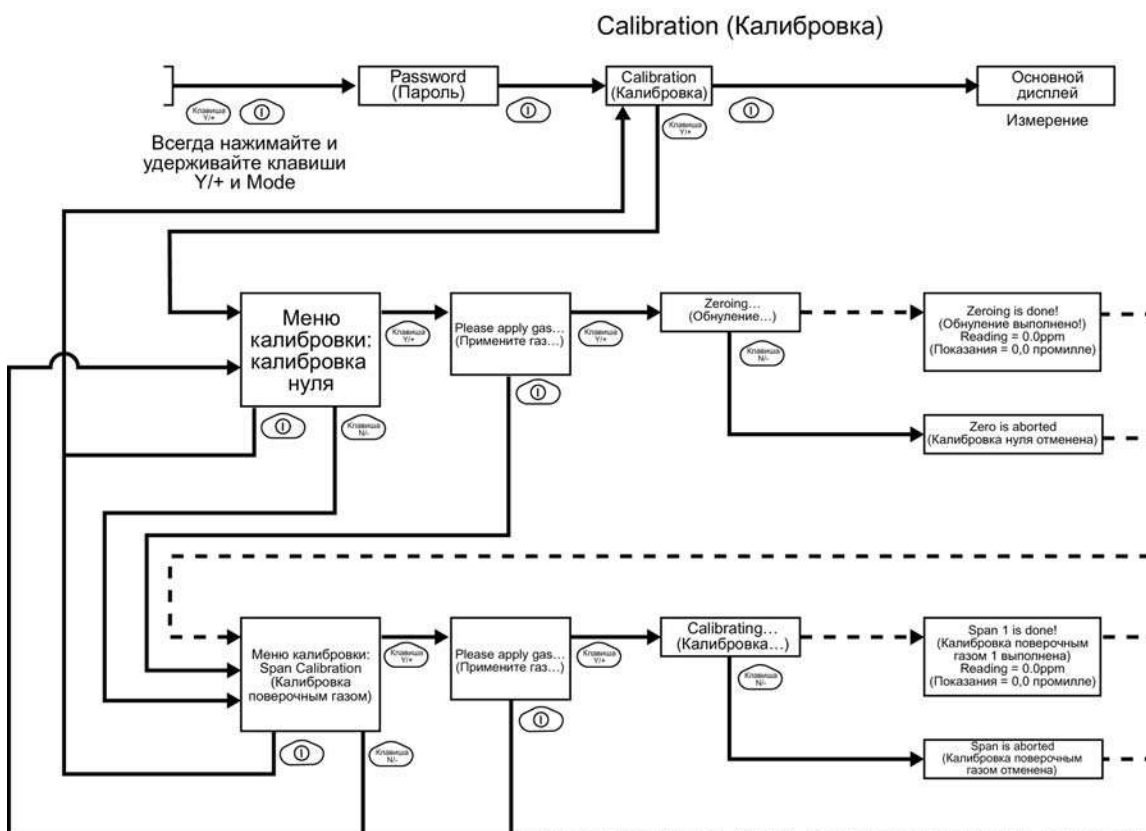 Calibration (Калибровка)
Password
(Пароль)
Calibration
(Калибровка)
Основной
дисплей
Измерение
Клавиша
Y/+
Клавиша
Y/+
Всегда нажимайте и
удерживайте клавиши
Y/+ и Mode
Меню
калибровки:
калибровка
нуля
Клавиша
Y/+
Please apply gas...
(Примените газ...)
Клавиша
Y/+
Zeroing...
(Обнуление...)
Клавиша
N/-
Zeroing is done!
(Обнуление выполнено!)
Reading = 0.0ppm
(Показания = 0,0 промилле)
Клавиша
N/-
Zero is aborted
(Калибровка нуля отменена)
Меню калибровки:
Span Calibration
(Калибровка
поверочным газом)
Клавиша
Y/+
Please apply gas...
(Примените газ...)
Клавиша
Y/+
Calibrating...
(Калибровка...)
Клавиша
N/-
Span 1 is done!
(Калибровка поверочным
газом 1 выполнена)
Reading = 0.0ppm
(Показания = 0,0 промилле)
Клавиша
N/-
Span is aborted
(Калибровка поверочным
газом отменена)